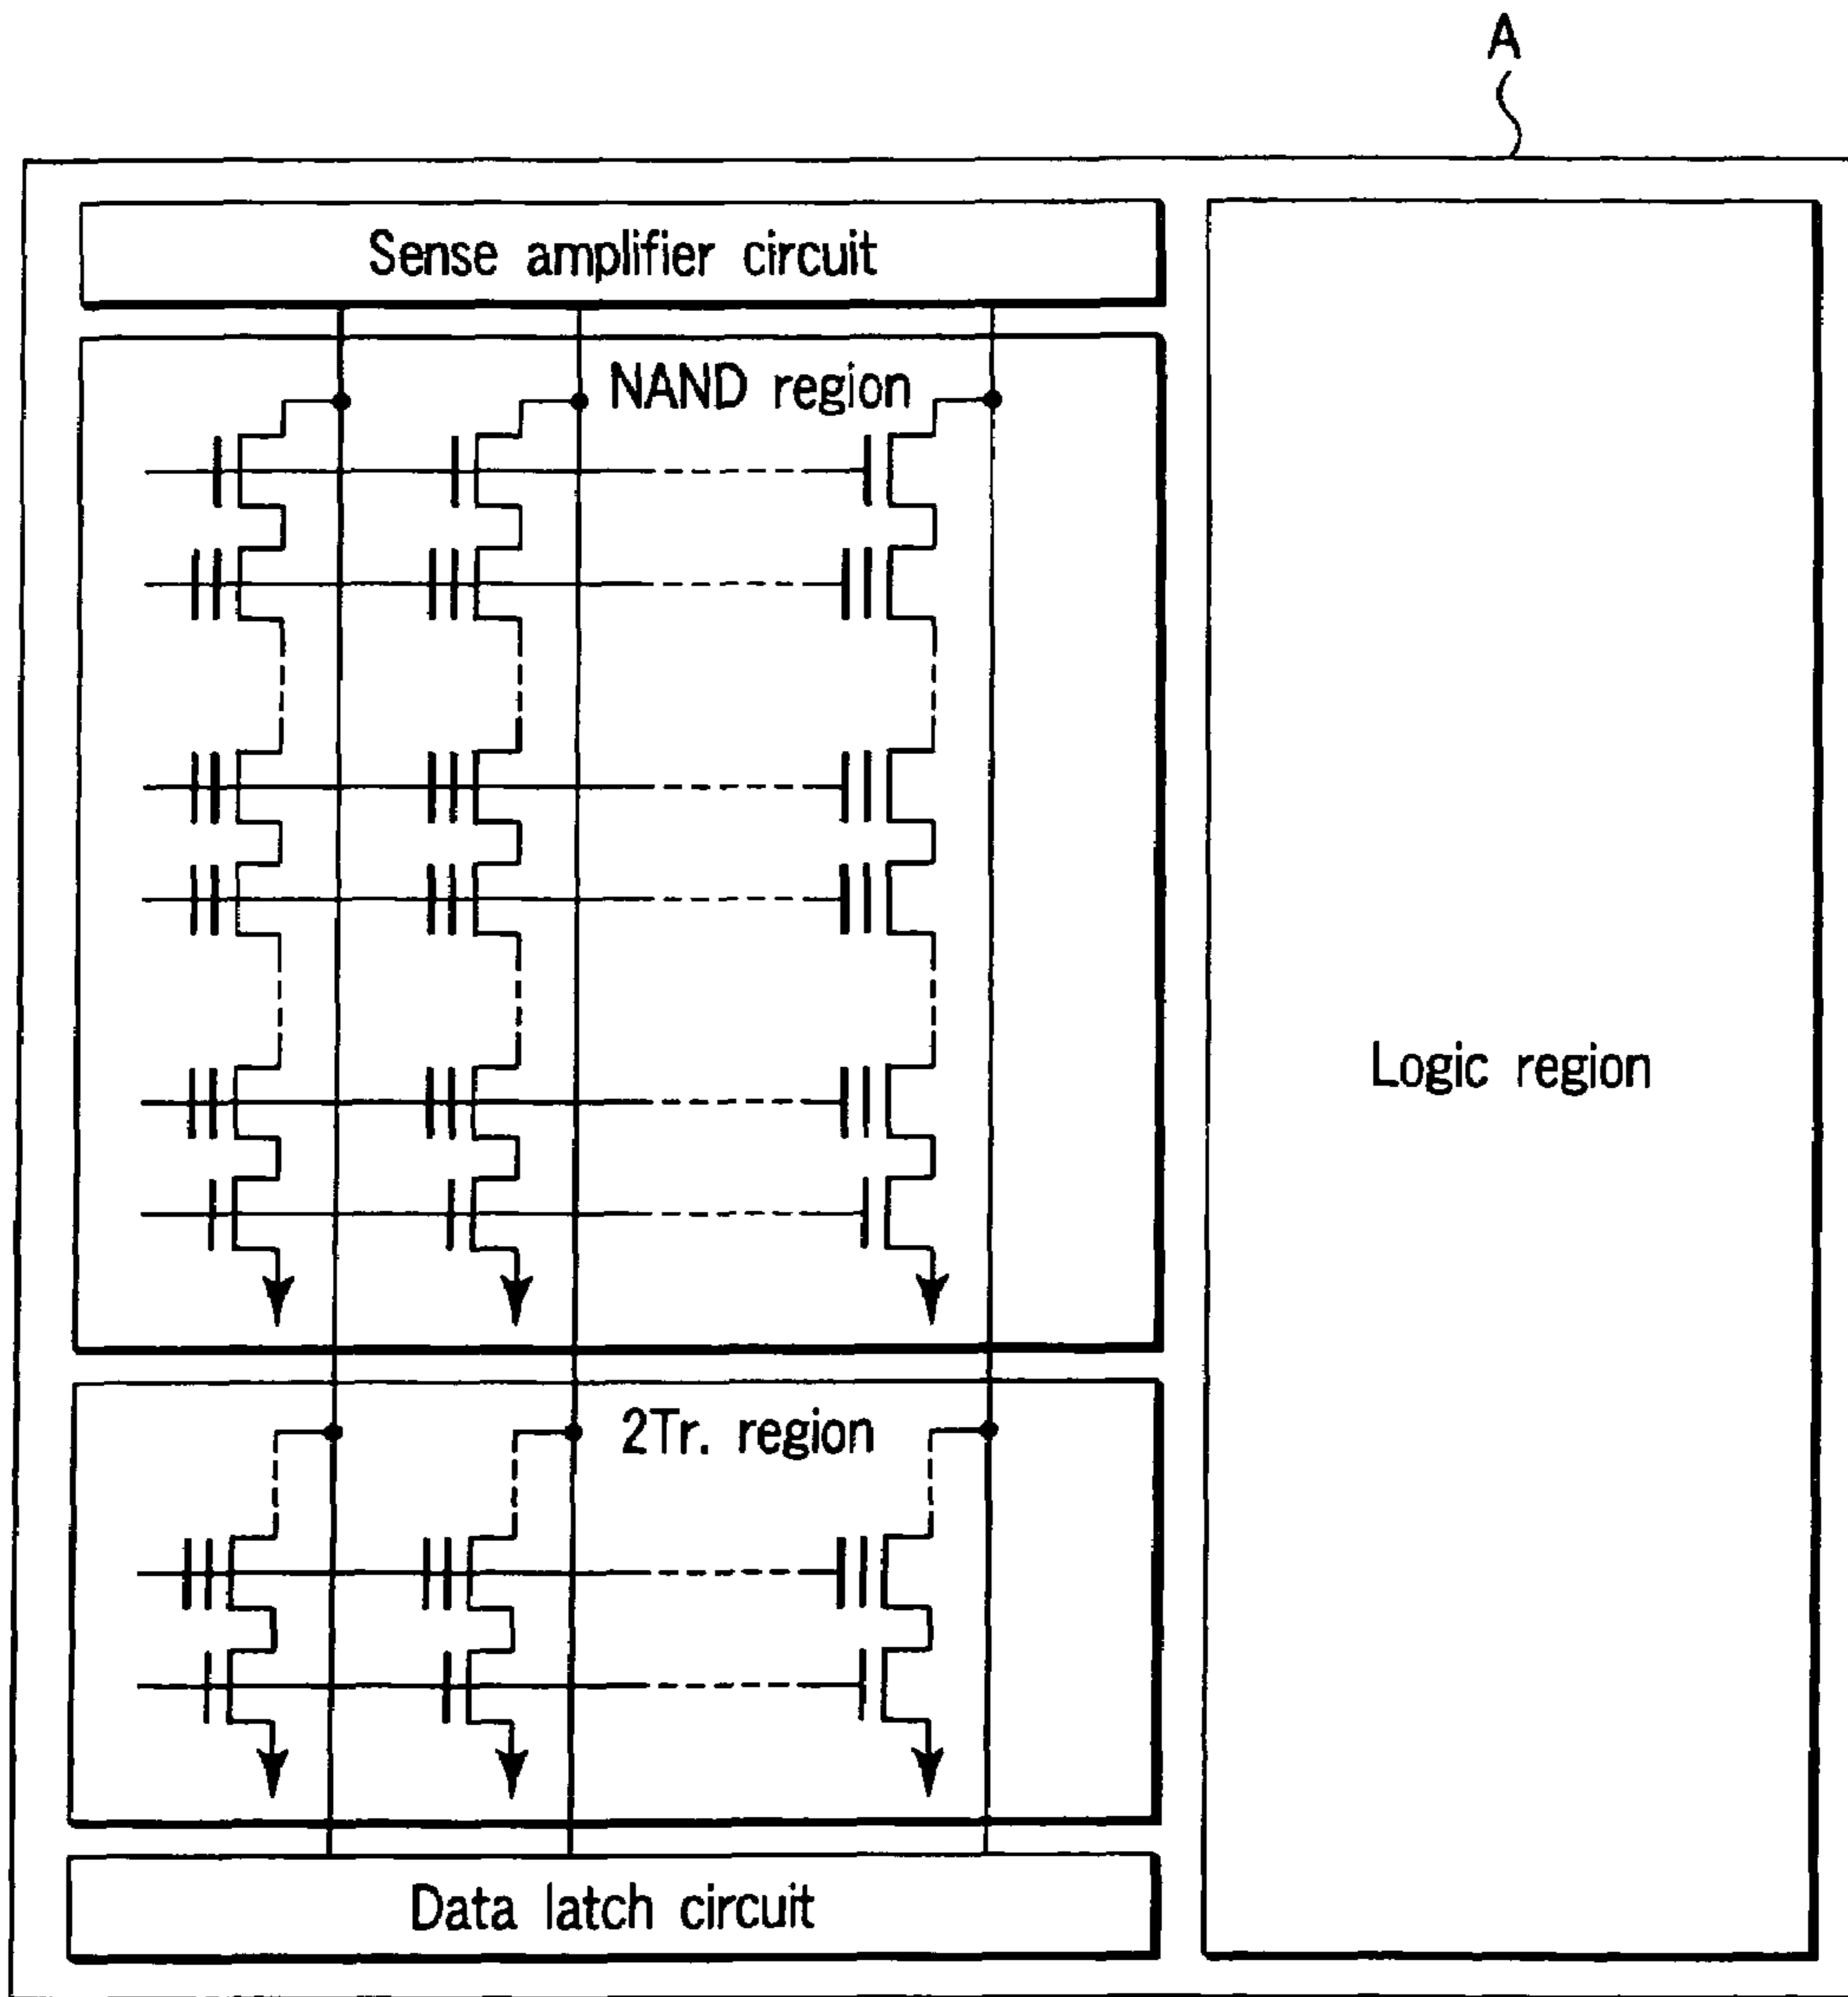 A
Sense amplifier circuit
NAND region
Logic region
2Tr. region
Data latch circuit